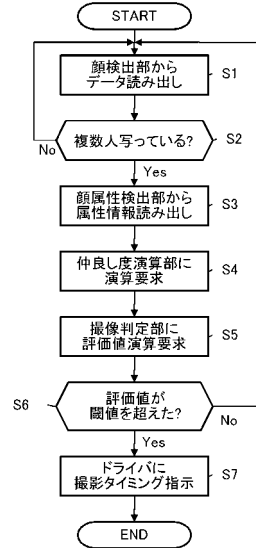 START
顔検出部から
データ読み出し
S1
複数人写っている?
S2
No
Yes
顔属性検出部から
属性情報読み出し
S3
仲良し度演算部に
演算要求
S4
撮像判定部に
評価値演算要求
S5
評価値が
閾値を超えた?
S6
No
Yes
ドライバに
撮影タイミング指示
S7
END